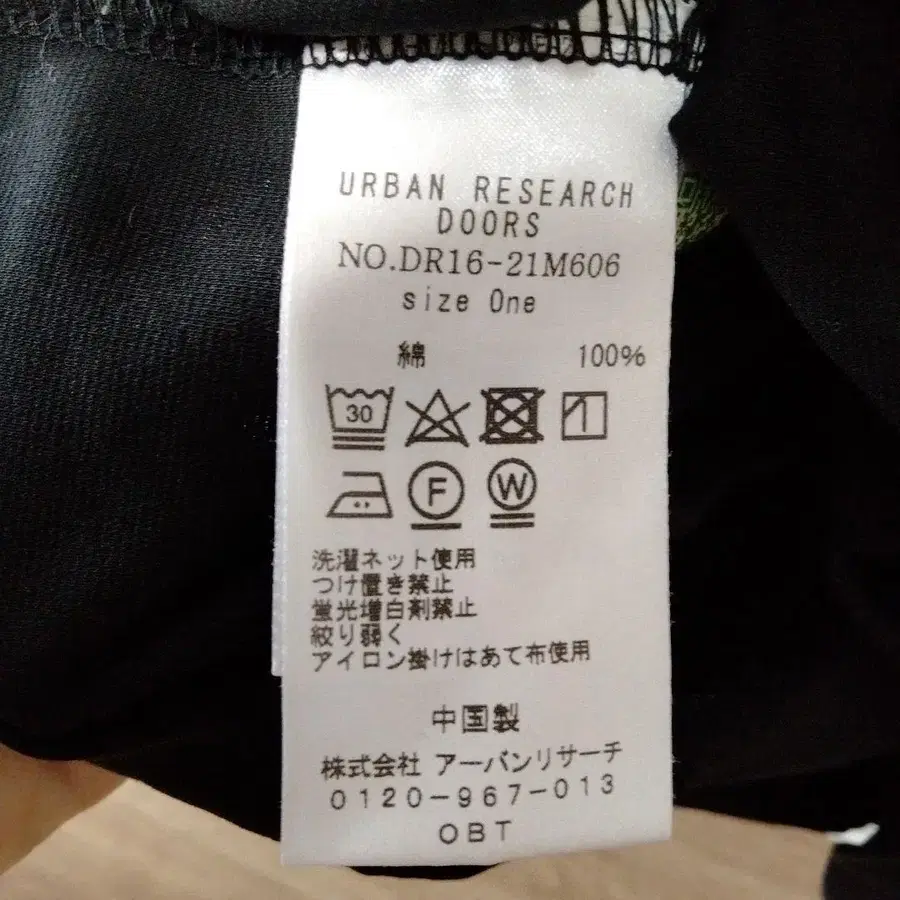 URBAN RESEARCH
DOORS
NO.DR16-21M606
size One
綿 100%
30
F W
洗濯ネット使用
つけ置き禁止
蛍光増白剤禁止
絞り弱く
アイロン掛けはあて布使用
中国製
株式会社 アーバンリサーチ
0120-967-013
OBT